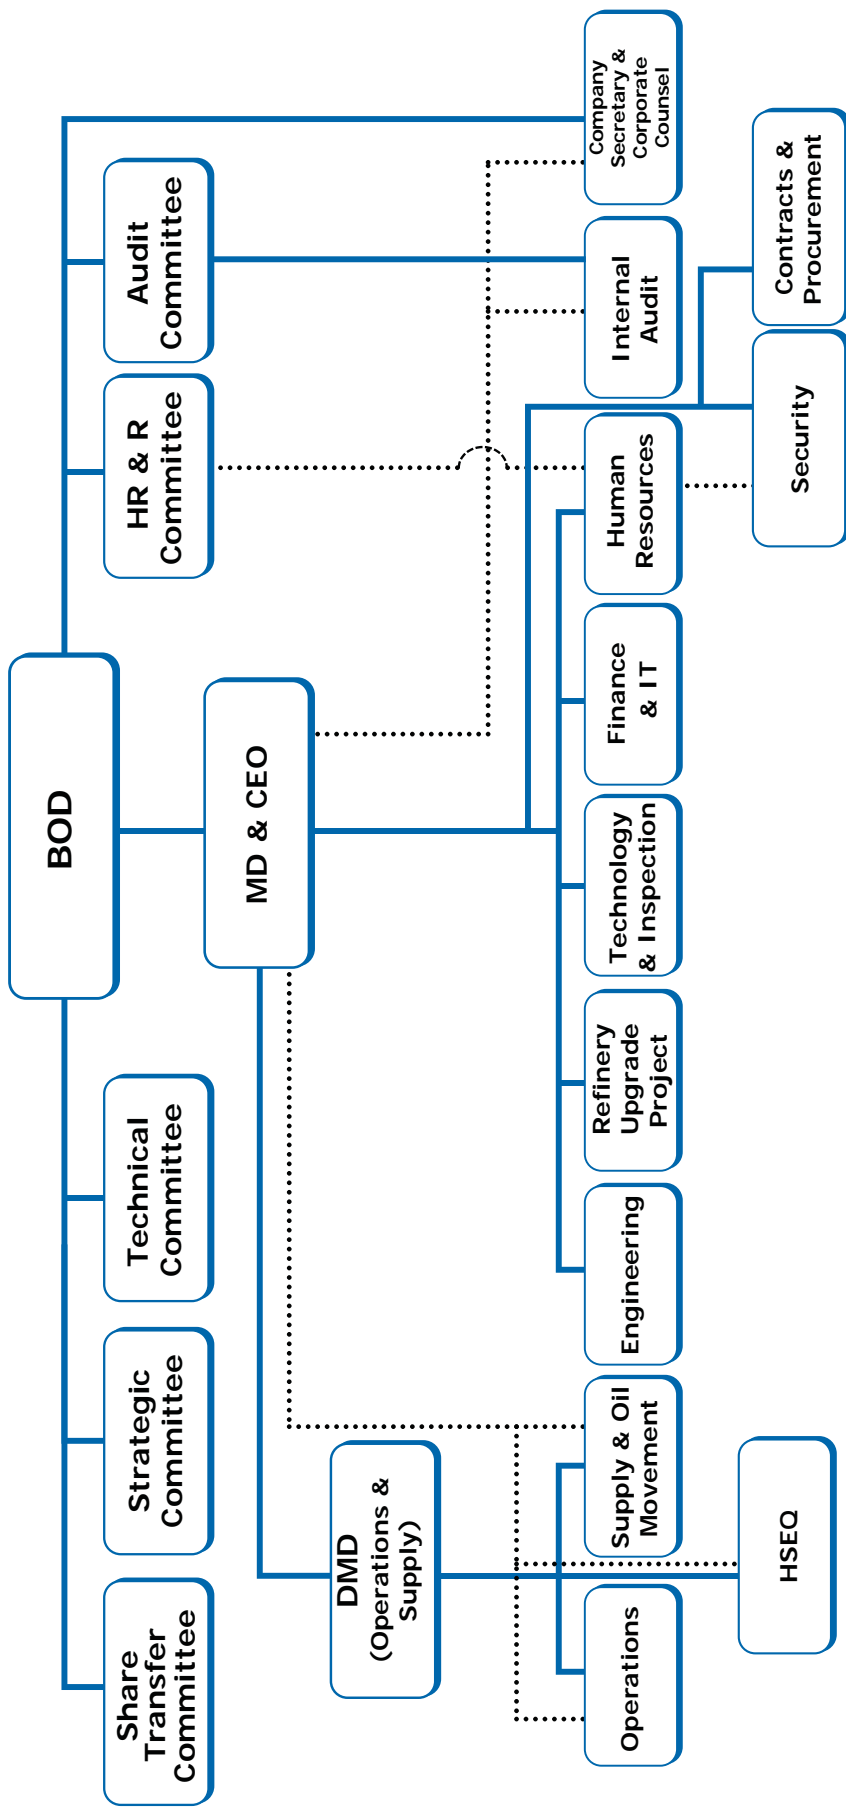 BOD
Share
Transfer
Committee
Strategic
Committee
Technical
Committee
HR & R
Committee
Audit
Committee
MD & CEO
DMD
(Operations &
Supply)
Operations
Supply & Oil
Movement
Engineering
Refinery
Upgrade
Project
Technology
& Inspection
Finance
& IT
Human
Resources
Internal
Audit
Company
Secretary &
Corporate
Counsel
HSEQ
Security
Contracts &
Procurement